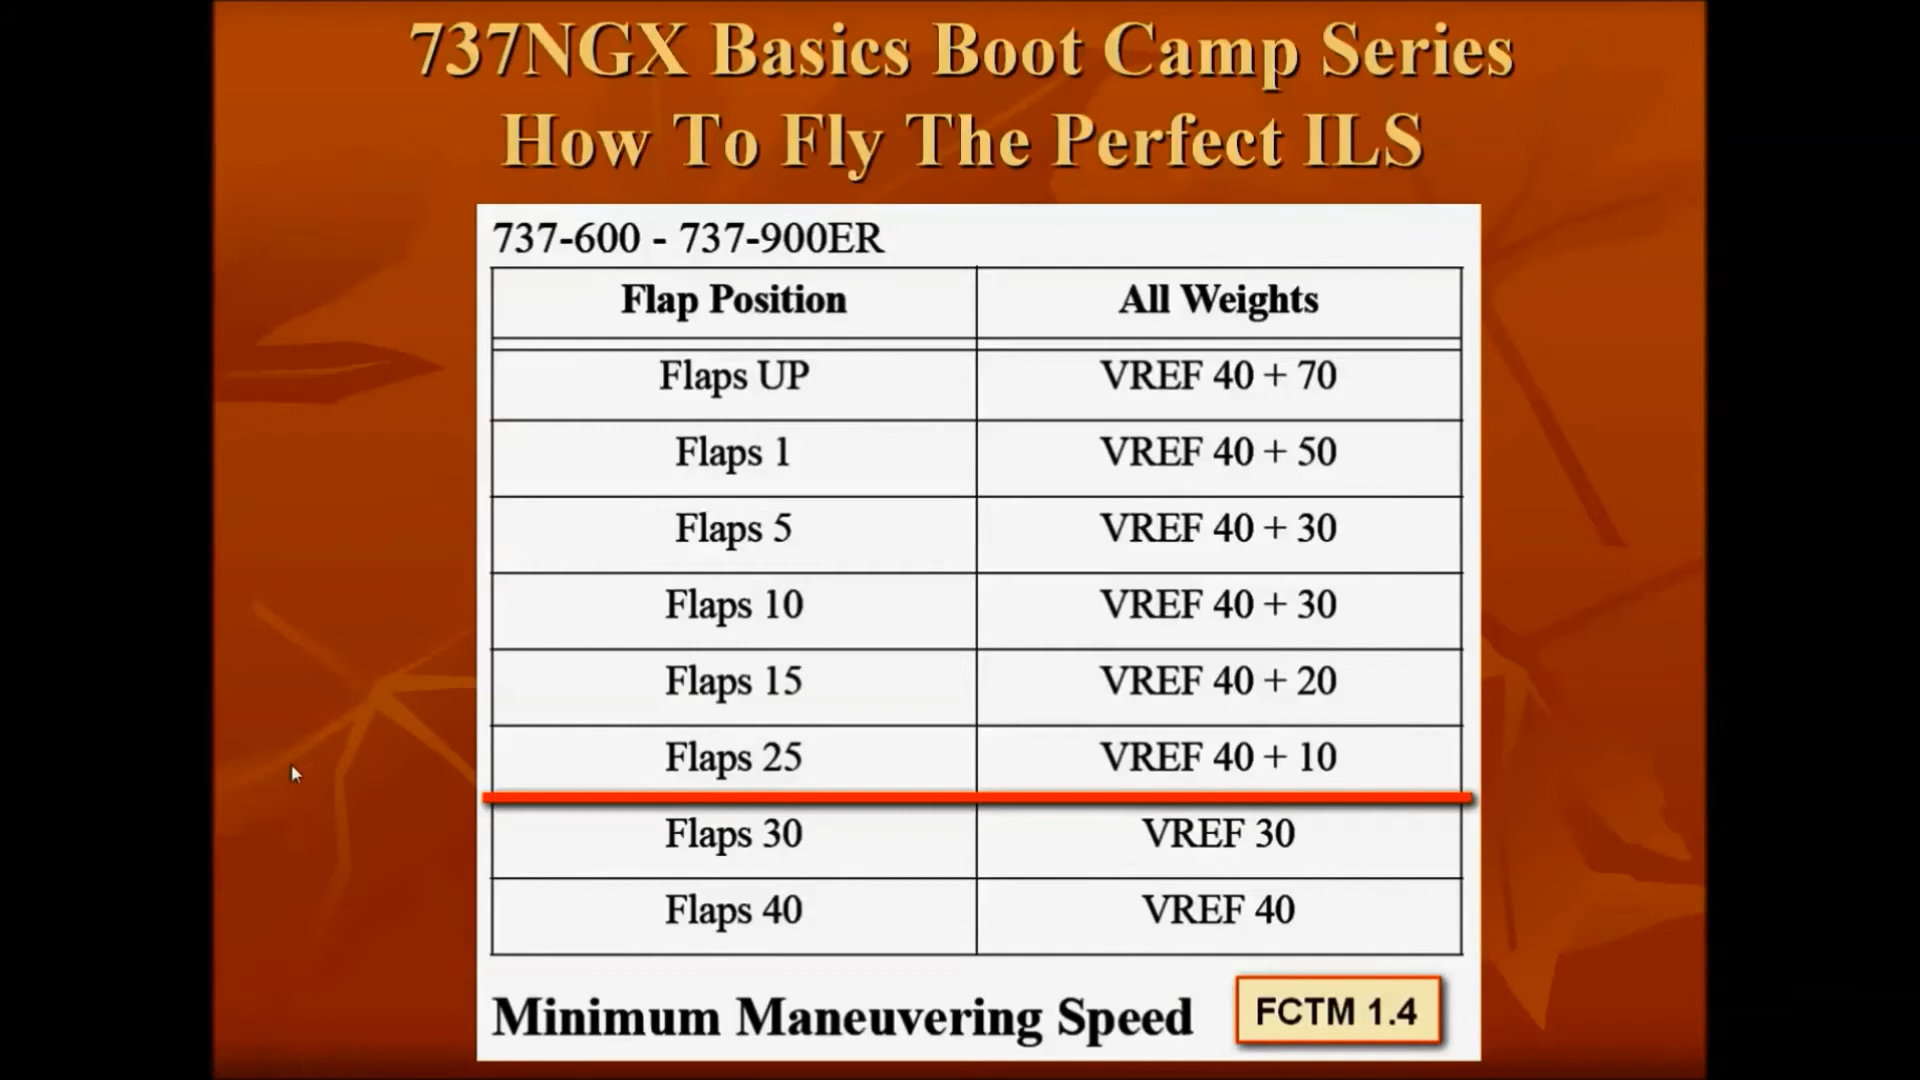 737NGX Basics Boot Camp Series
How To Fly The Perfect ILS
737-600 - 737-900ER
Flap Position All Weights
Flaps UP VREF 40 + 70
Flaps 1 VREF 40 + 50
Flaps 5 VREF 40 + 30
Flaps 10 VREF 40 + 30
Flaps 15 VREF 40 + 20
Flaps 25 VREF 40 + 10
Flaps 30 VREF 30
Flaps 40 VREF 40
Minimum Maneuvering Speed FCTM 1.4